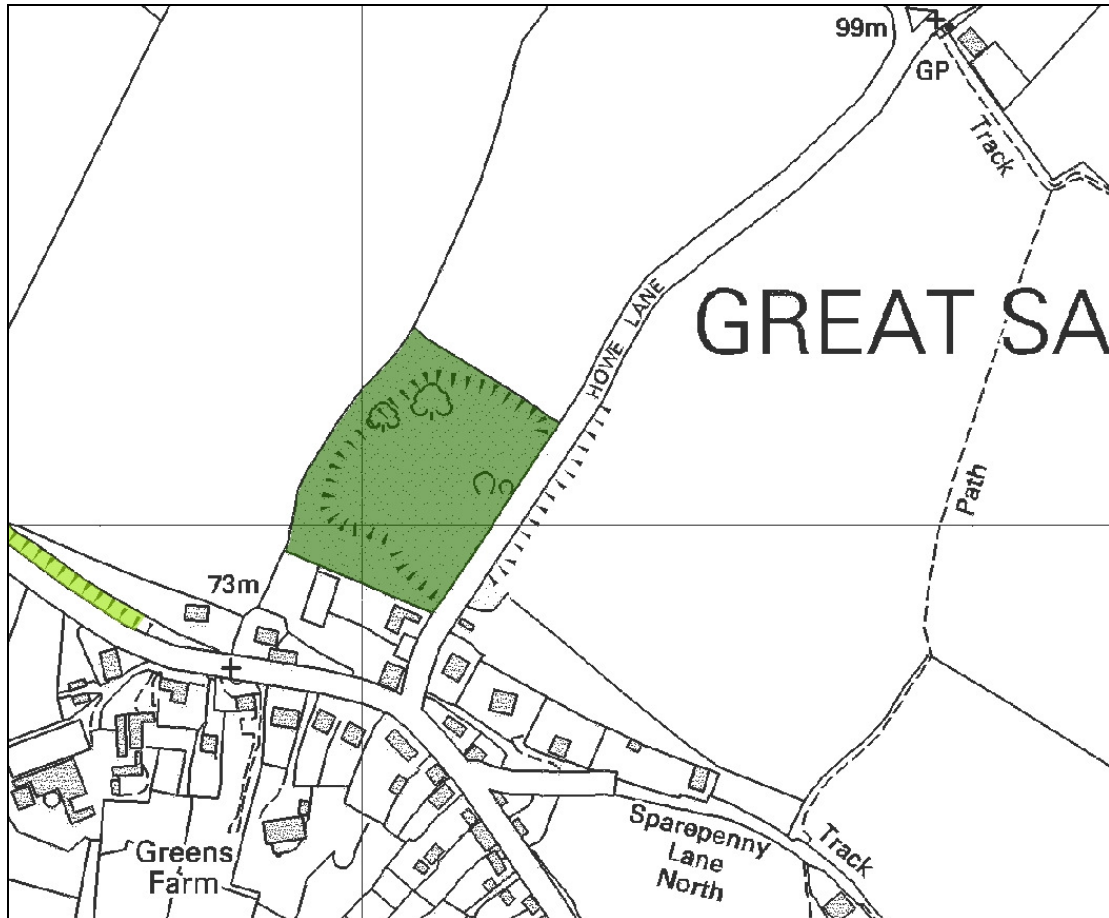 99m
GP
Track
HOWE LANE
GREAT SA
Path
73m
Sparepenny
Lane
North
Track
Greens
Farm